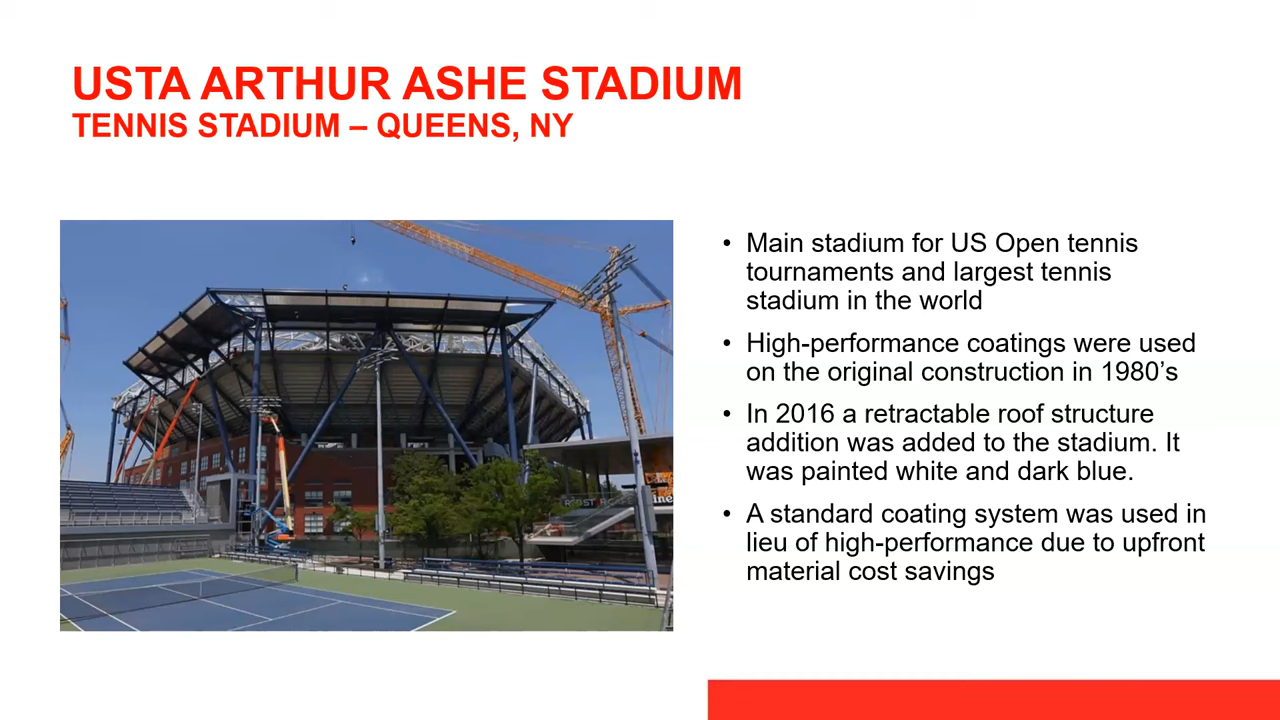 USTA ARTHUR ASHE STADIUM
TENNIS STADIUM – QUEENS, NY
• Main stadium for US Open tennis
tournaments and largest tennis
stadium in the world
• High-performance coatings were used
on the original construction in 1980’s
• In 2016 a retractable roof structure
addition was added to the stadium. It
was painted white and dark blue.
• A standard coating system was used in
lieu of high-performance due to upfront
material cost savings